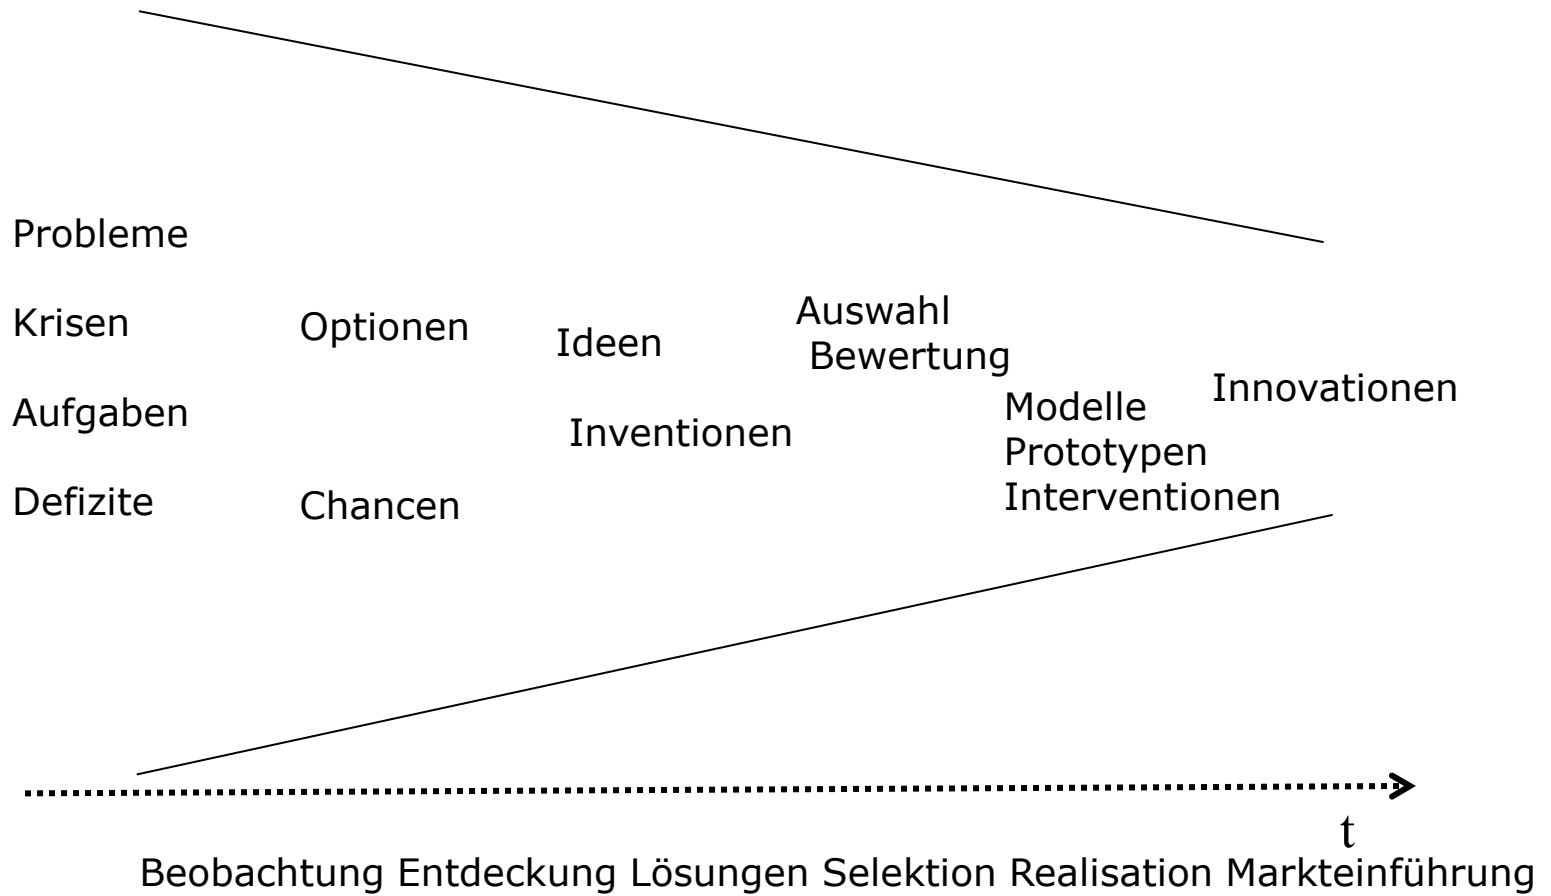 Probleme
Krisen
Aufgaben
Defizite
Optionen
Chancen
Ideen
Inventionen
Auswahl
Bewertung
Modelle
Prototypen
Interventionen
Innovationen
t
Beobachtung Entdeckung Lösungen Selektion Realisation Markteinführung